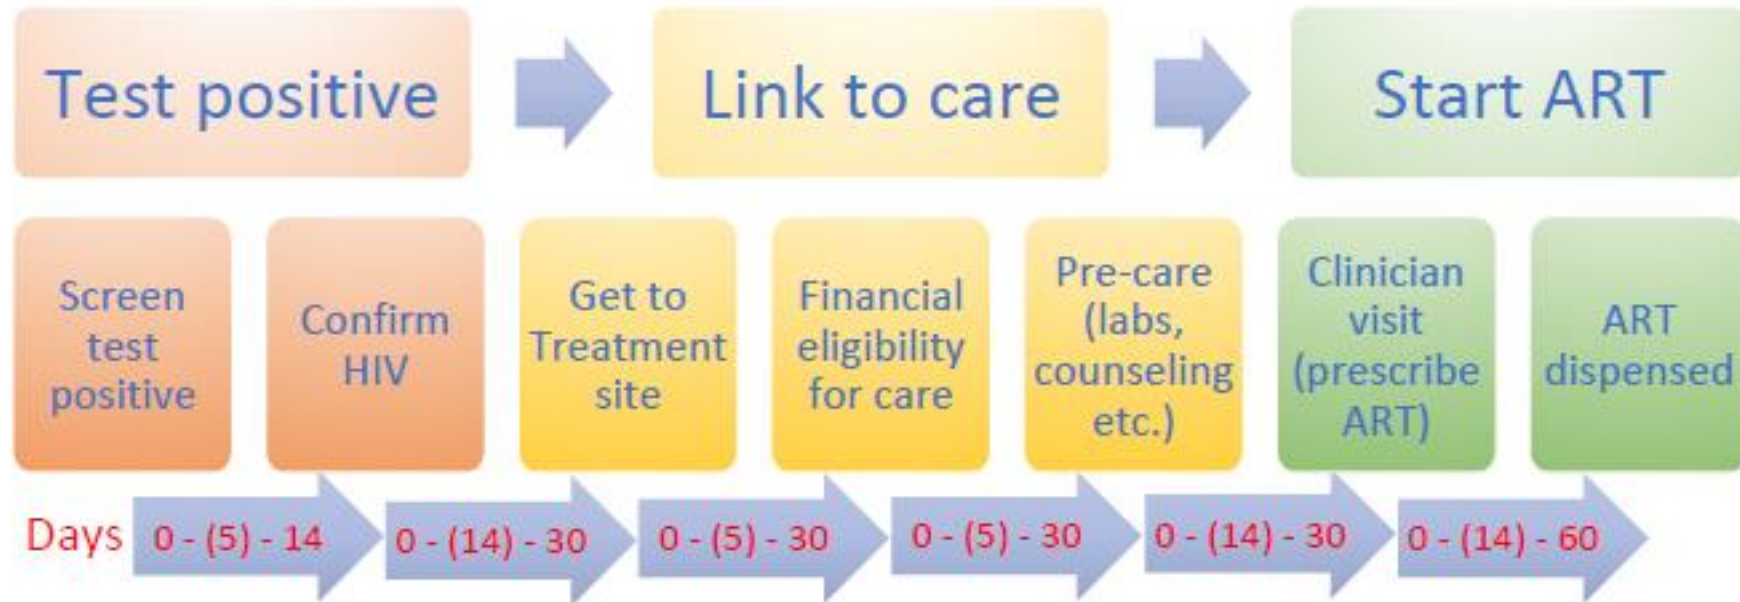 Test positive
Link to care
Start ART
Screen
test
positive
Confirm
HIV
Get to
Treatment
site
Financial
eligibility
for care
Pre-care
(labs,
counseling
etc.)
Clinician
visit
(prescribe
ART)
ART
dispensed
Days 0 - (5) - 14 0 - (14) - 30 0 - (5) - 30 0 - (5) - 30 0 - (14) - 30 0 - (14) - 60